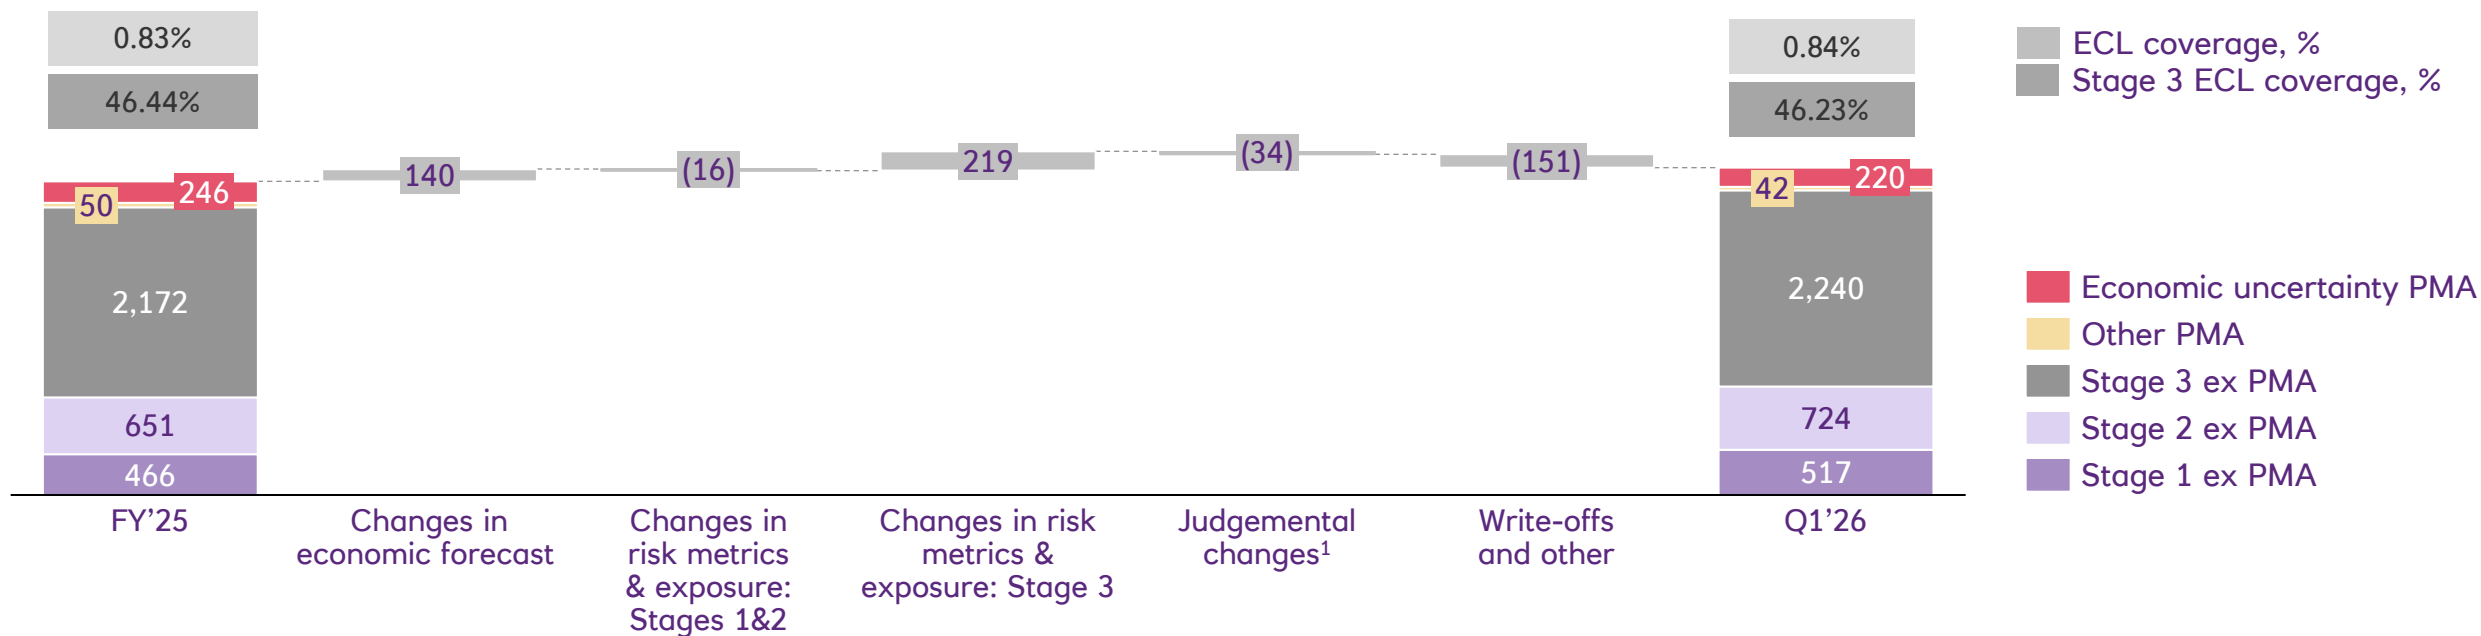 0.83%
46.44%
246
50
2,172
651
466
140
(16)
219
(34)
(151)
0.84%
46.23%
220
42
2,240
724
517
FY’25
Changes in
economic forecast
Changes in
risk metrics
& exposure:
Stages 1&2
Changes in risk
metrics &
exposure: Stage 3
Judgemental
changes¹
Write-offs
and other
Q1’26
ECL coverage, %
Stage 3 ECL coverage, %
Economic uncertainty PMA
Other PMA
Stage 3 ex PMA
Stage 2 ex PMA
Stage 1 ex PMA